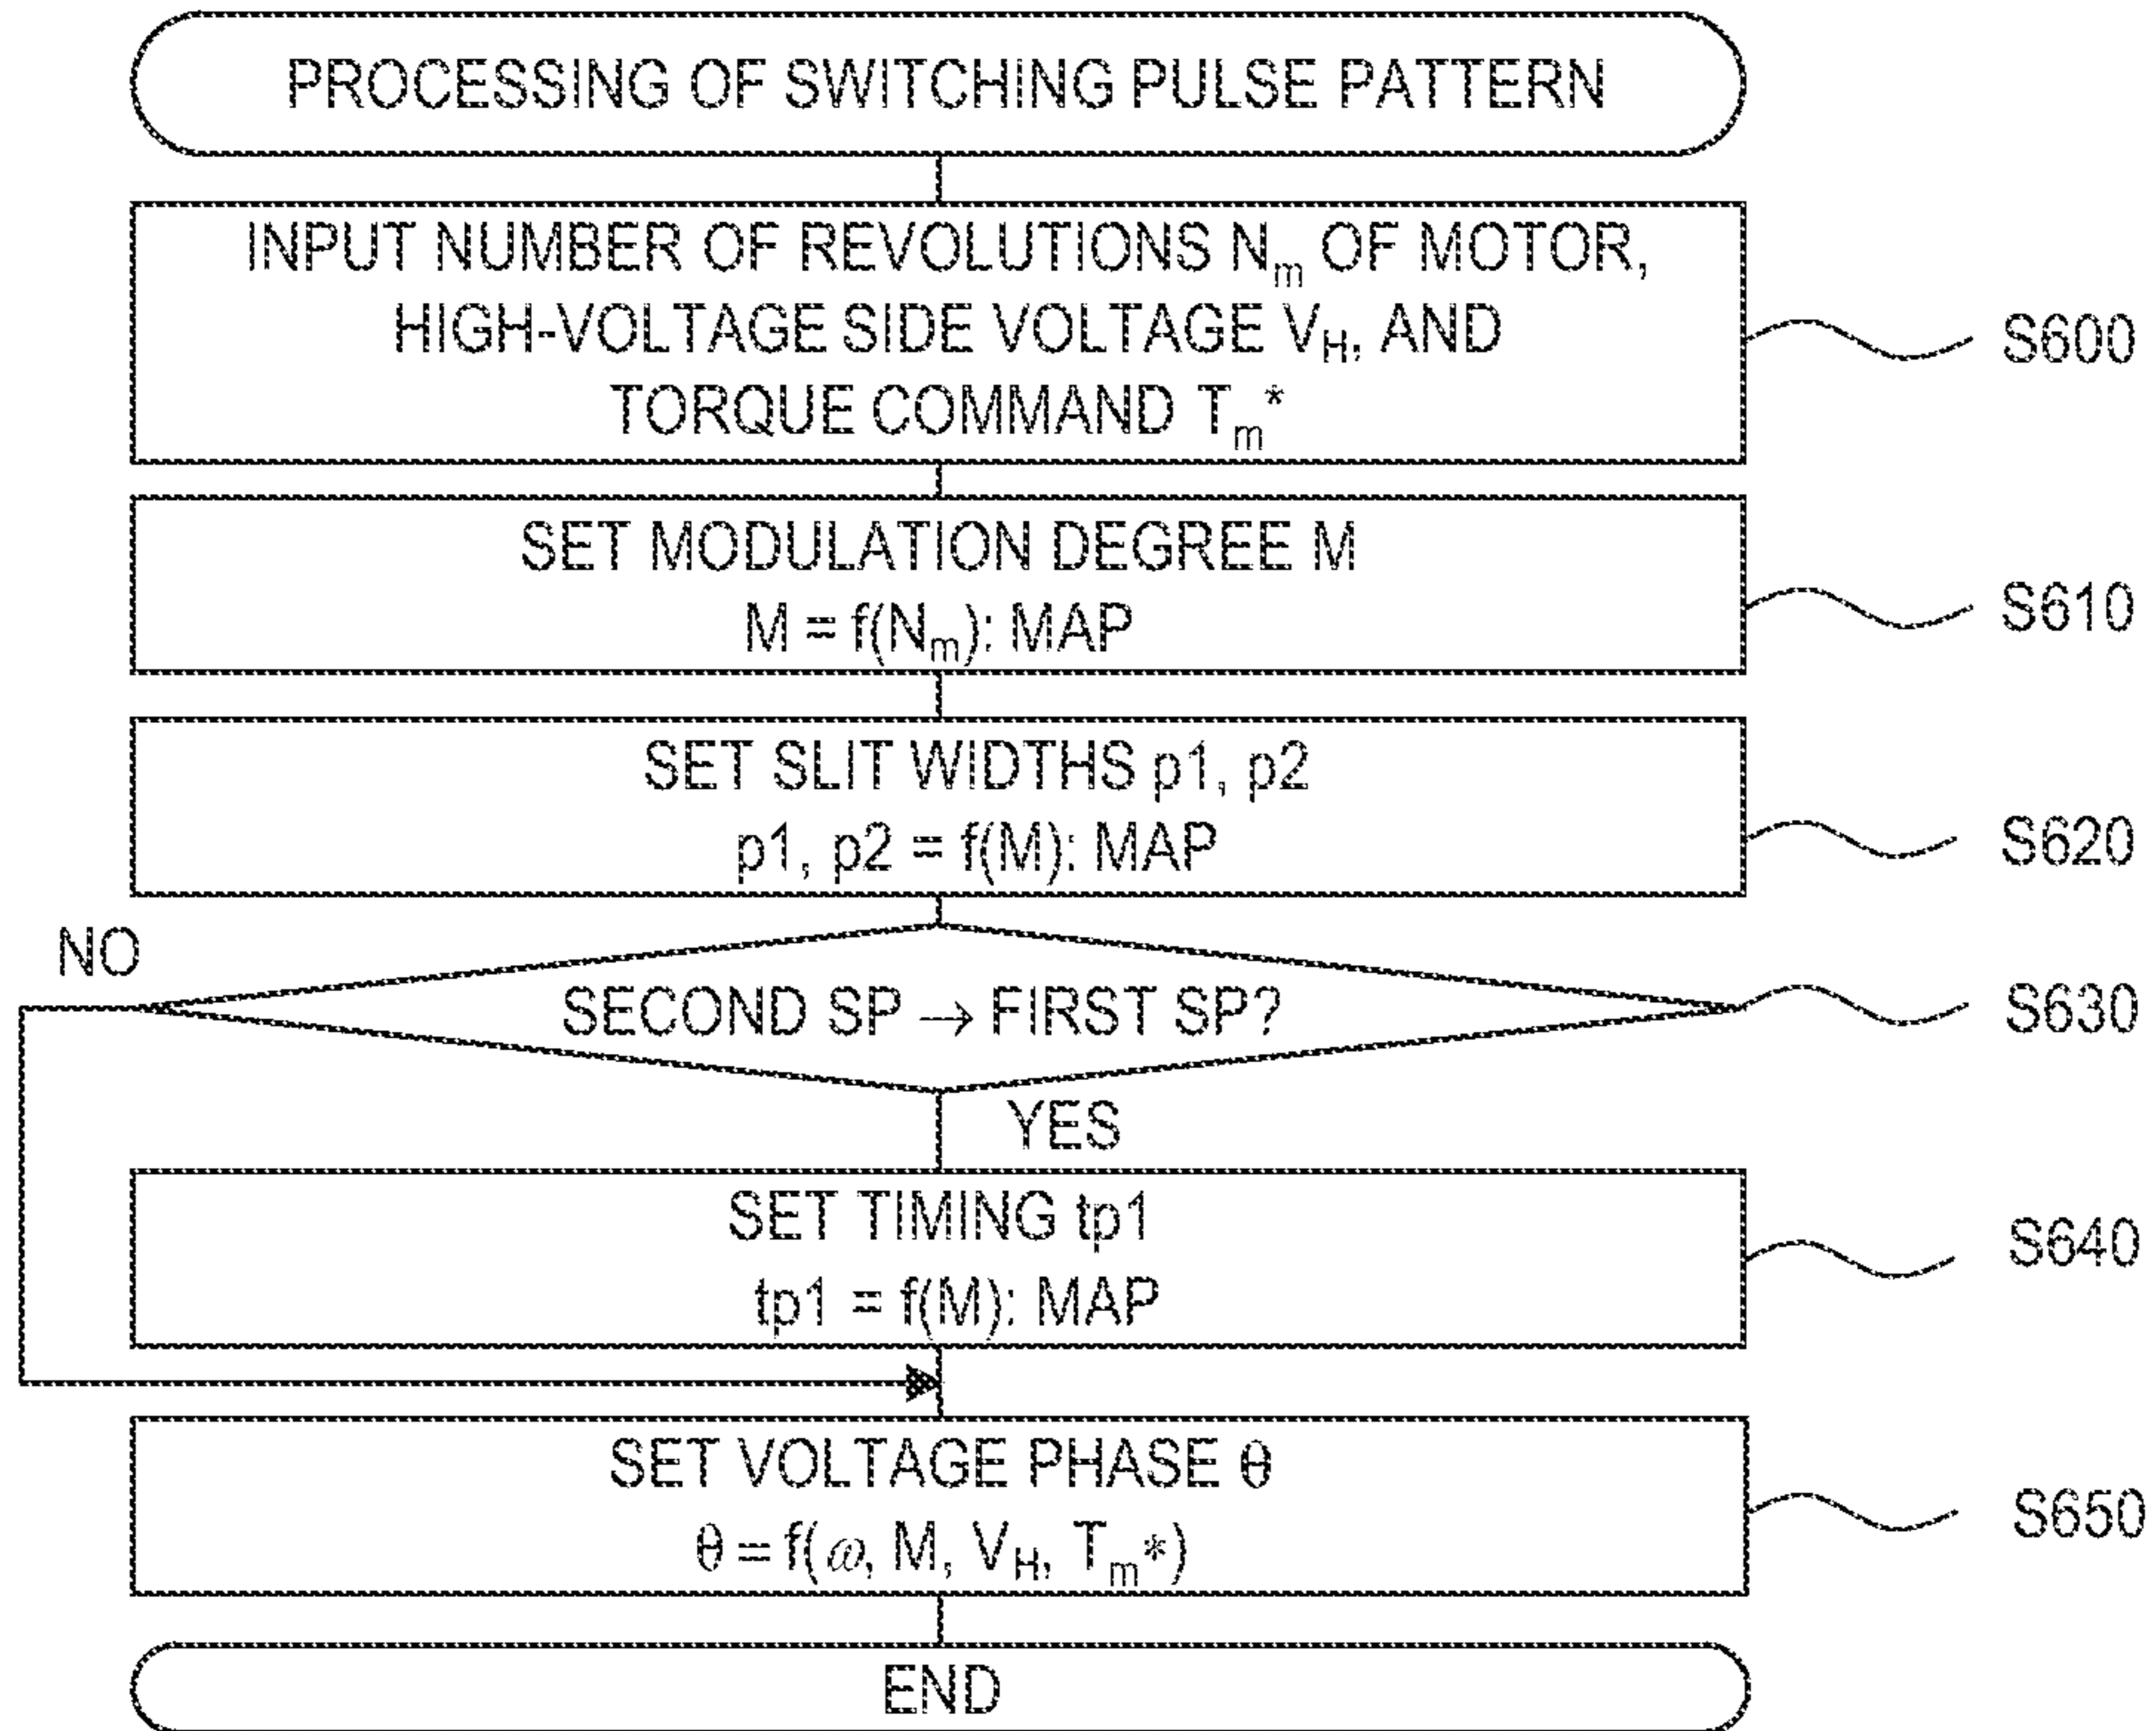 PROCESSING OF SWITCHING PULSE PATTERN
INPUT NUMBER OF REVOLUTIONS Nm OF MOTOR,
HIGH-VOLTAGE SIDE VOLTAGE VH, AND
TORQUE COMMAND Tm*
S600
SET MODULATION DEGREE M
M = f(Nm): MAP
S610
SET SLIT WIDTHS p1, p2
p1, p2 = f(M): MAP
S620
NO
SECOND SP → FIRST SP?
S630
YES
SET TIMING tp1
tp1 = f(M): MAP
S640
SET VOLTAGE PHASE θ
θ = f(ω, M, VH, Tm*)
S650
END